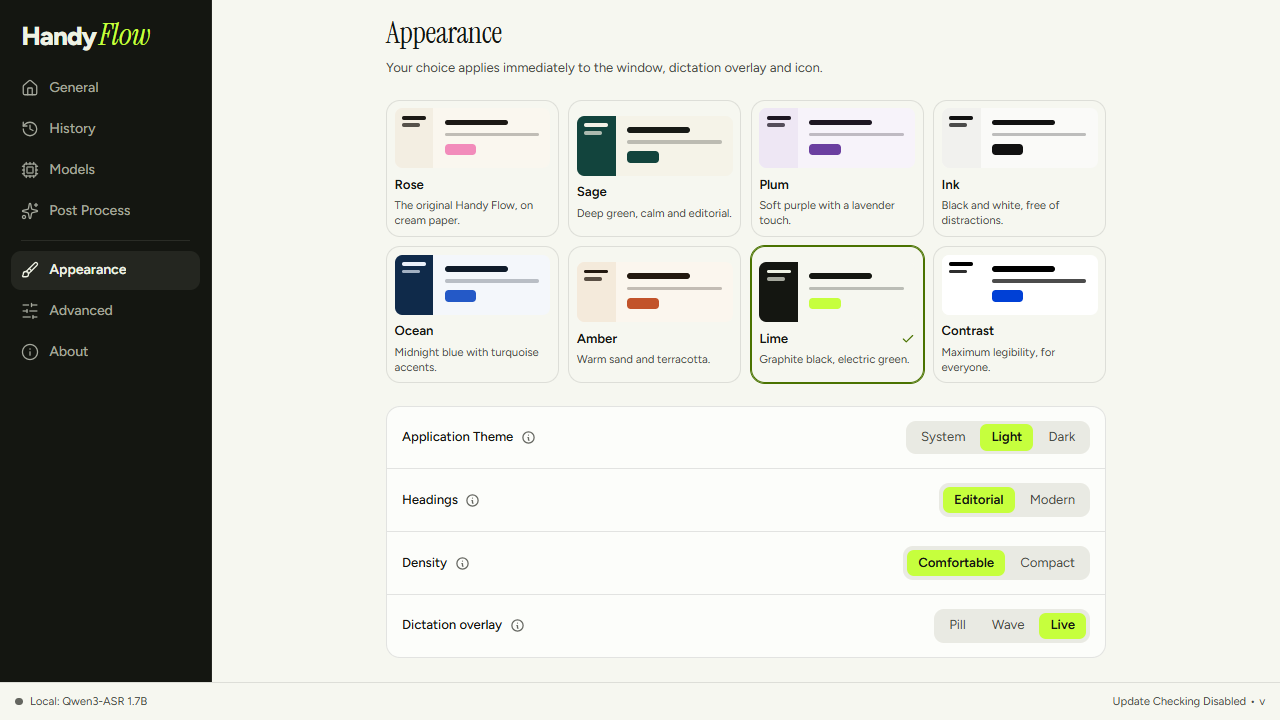 Handy Flow
General
History
Models
Post Process
Appearance
Advanced
About
Appearance
Your choice applies immediately to the window, dictation overlay and icon.
Rose
The original Handy Flow, on
cream paper.
Sage
Deep green, calm and editorial.
Plum
Soft purple with a lavender
touch.
Ink
Black and white, free of
distractions.
Ocean
Midnight blue with turquoise
accents.
Amber
Warm sand and terracotta.
Lime
Graphite black, electric green.
Contrast
Maximum legibility, for
everyone.
Application Theme System Light Dark
Headings Editorial Modern
Density Comfortable Compact
Dictation overlay Pill Wave Live
Local: Qwen3-ASR 1.7B Update Checking Disabled • v